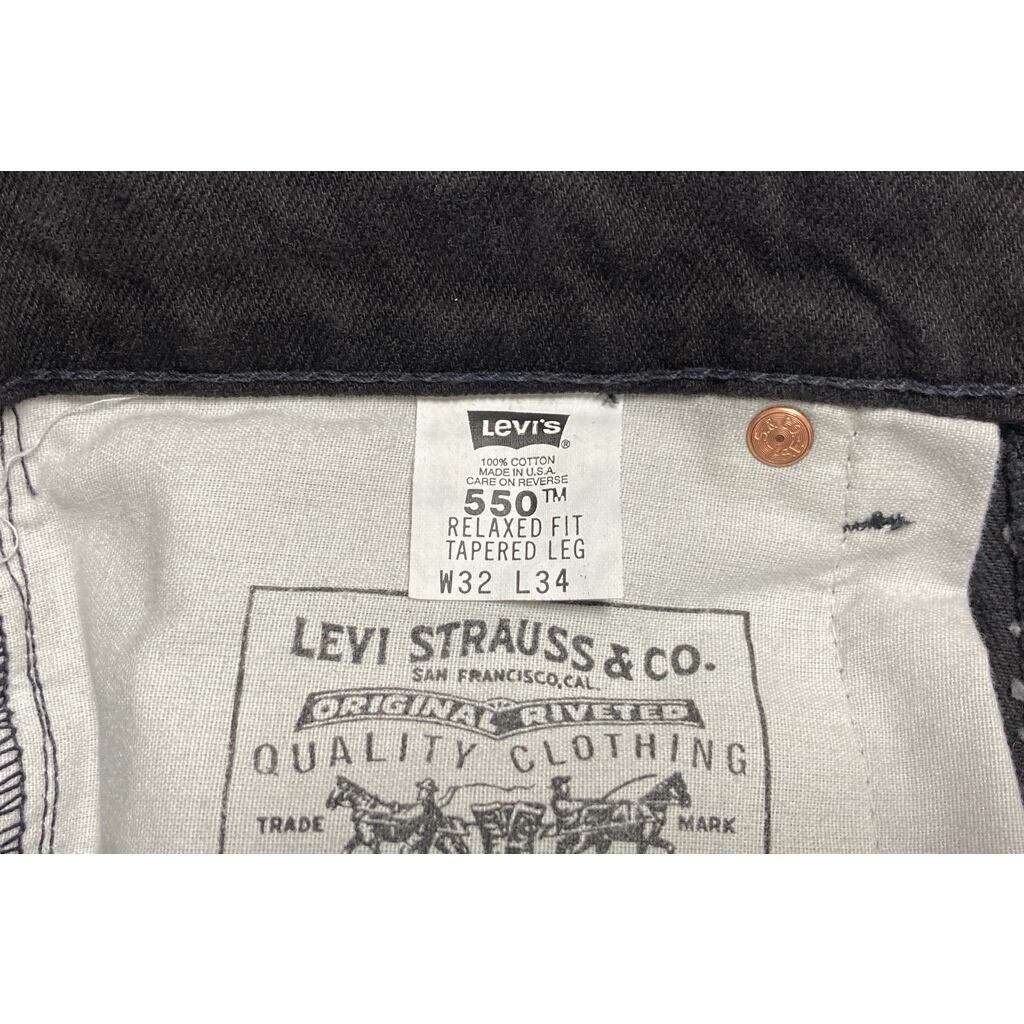 Levi's®
100% COTTON
MADE IN U.S.A.
CARE ON REVERSE
550™
RELAXED FIT
TAPERED LEG
W32 L34
LEVI STRAUSS & CO.
SAN FRANCISCO, CAL.
ORIGINAL RIVETED
QUALITY CLOTHING
TRADE MARK